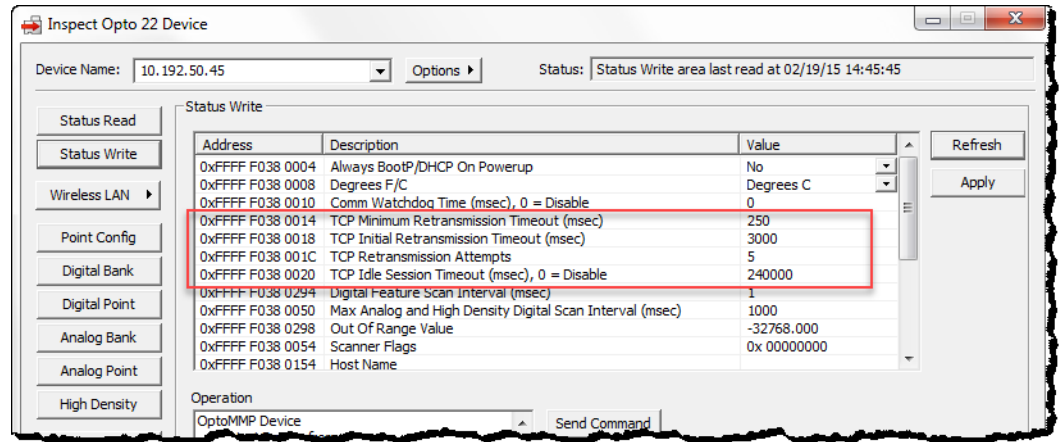 Inspect Opto 22 Device
Device Name: 10.192.50.45 Options Status: Status Write area last read at 02/19/15 14:45:45
Status Read
Status Write
Wireless LAN
Point Config
Digital Bank
Digital Point
Analog Bank
Analog Point
High Density
Status Write
Address Description Value
0xFFFF F038 0004 Always BootP/DHCP On Powerup No
0xFFFF F038 0008 Degrees F/C Degrees C
0xFFFF F038 0010 Comm Watchdog Time (msec), 0 = Disable 0
0xFFFF F038 0014 TCP Minimum Retransmission Timeout (msec) 250
0xFFFF F038 0018 TCP Initial Retransmission Timeout (msec) 3000
0xFFFF F038 001C TCP Retransmission Attempts 5
0xFFFF F038 0020 TCP Idle Session Timeout (msec), 0 = Disable 240000
0xFFFF F038 0294 Digital Feature Scan Interval (msec) 1
0xFFFF F038 0050 Max Analog and High Density Digital Scan Interval (msec) 1000
0xFFFF F038 0298 Out Of Range Value -32768.000
0xFFFF F038 0054 Scanner Flags 0x 00000000
0xFFFF F038 0154 Host Name
Refresh
Apply
Operation
OptoMMP Device
Send Command